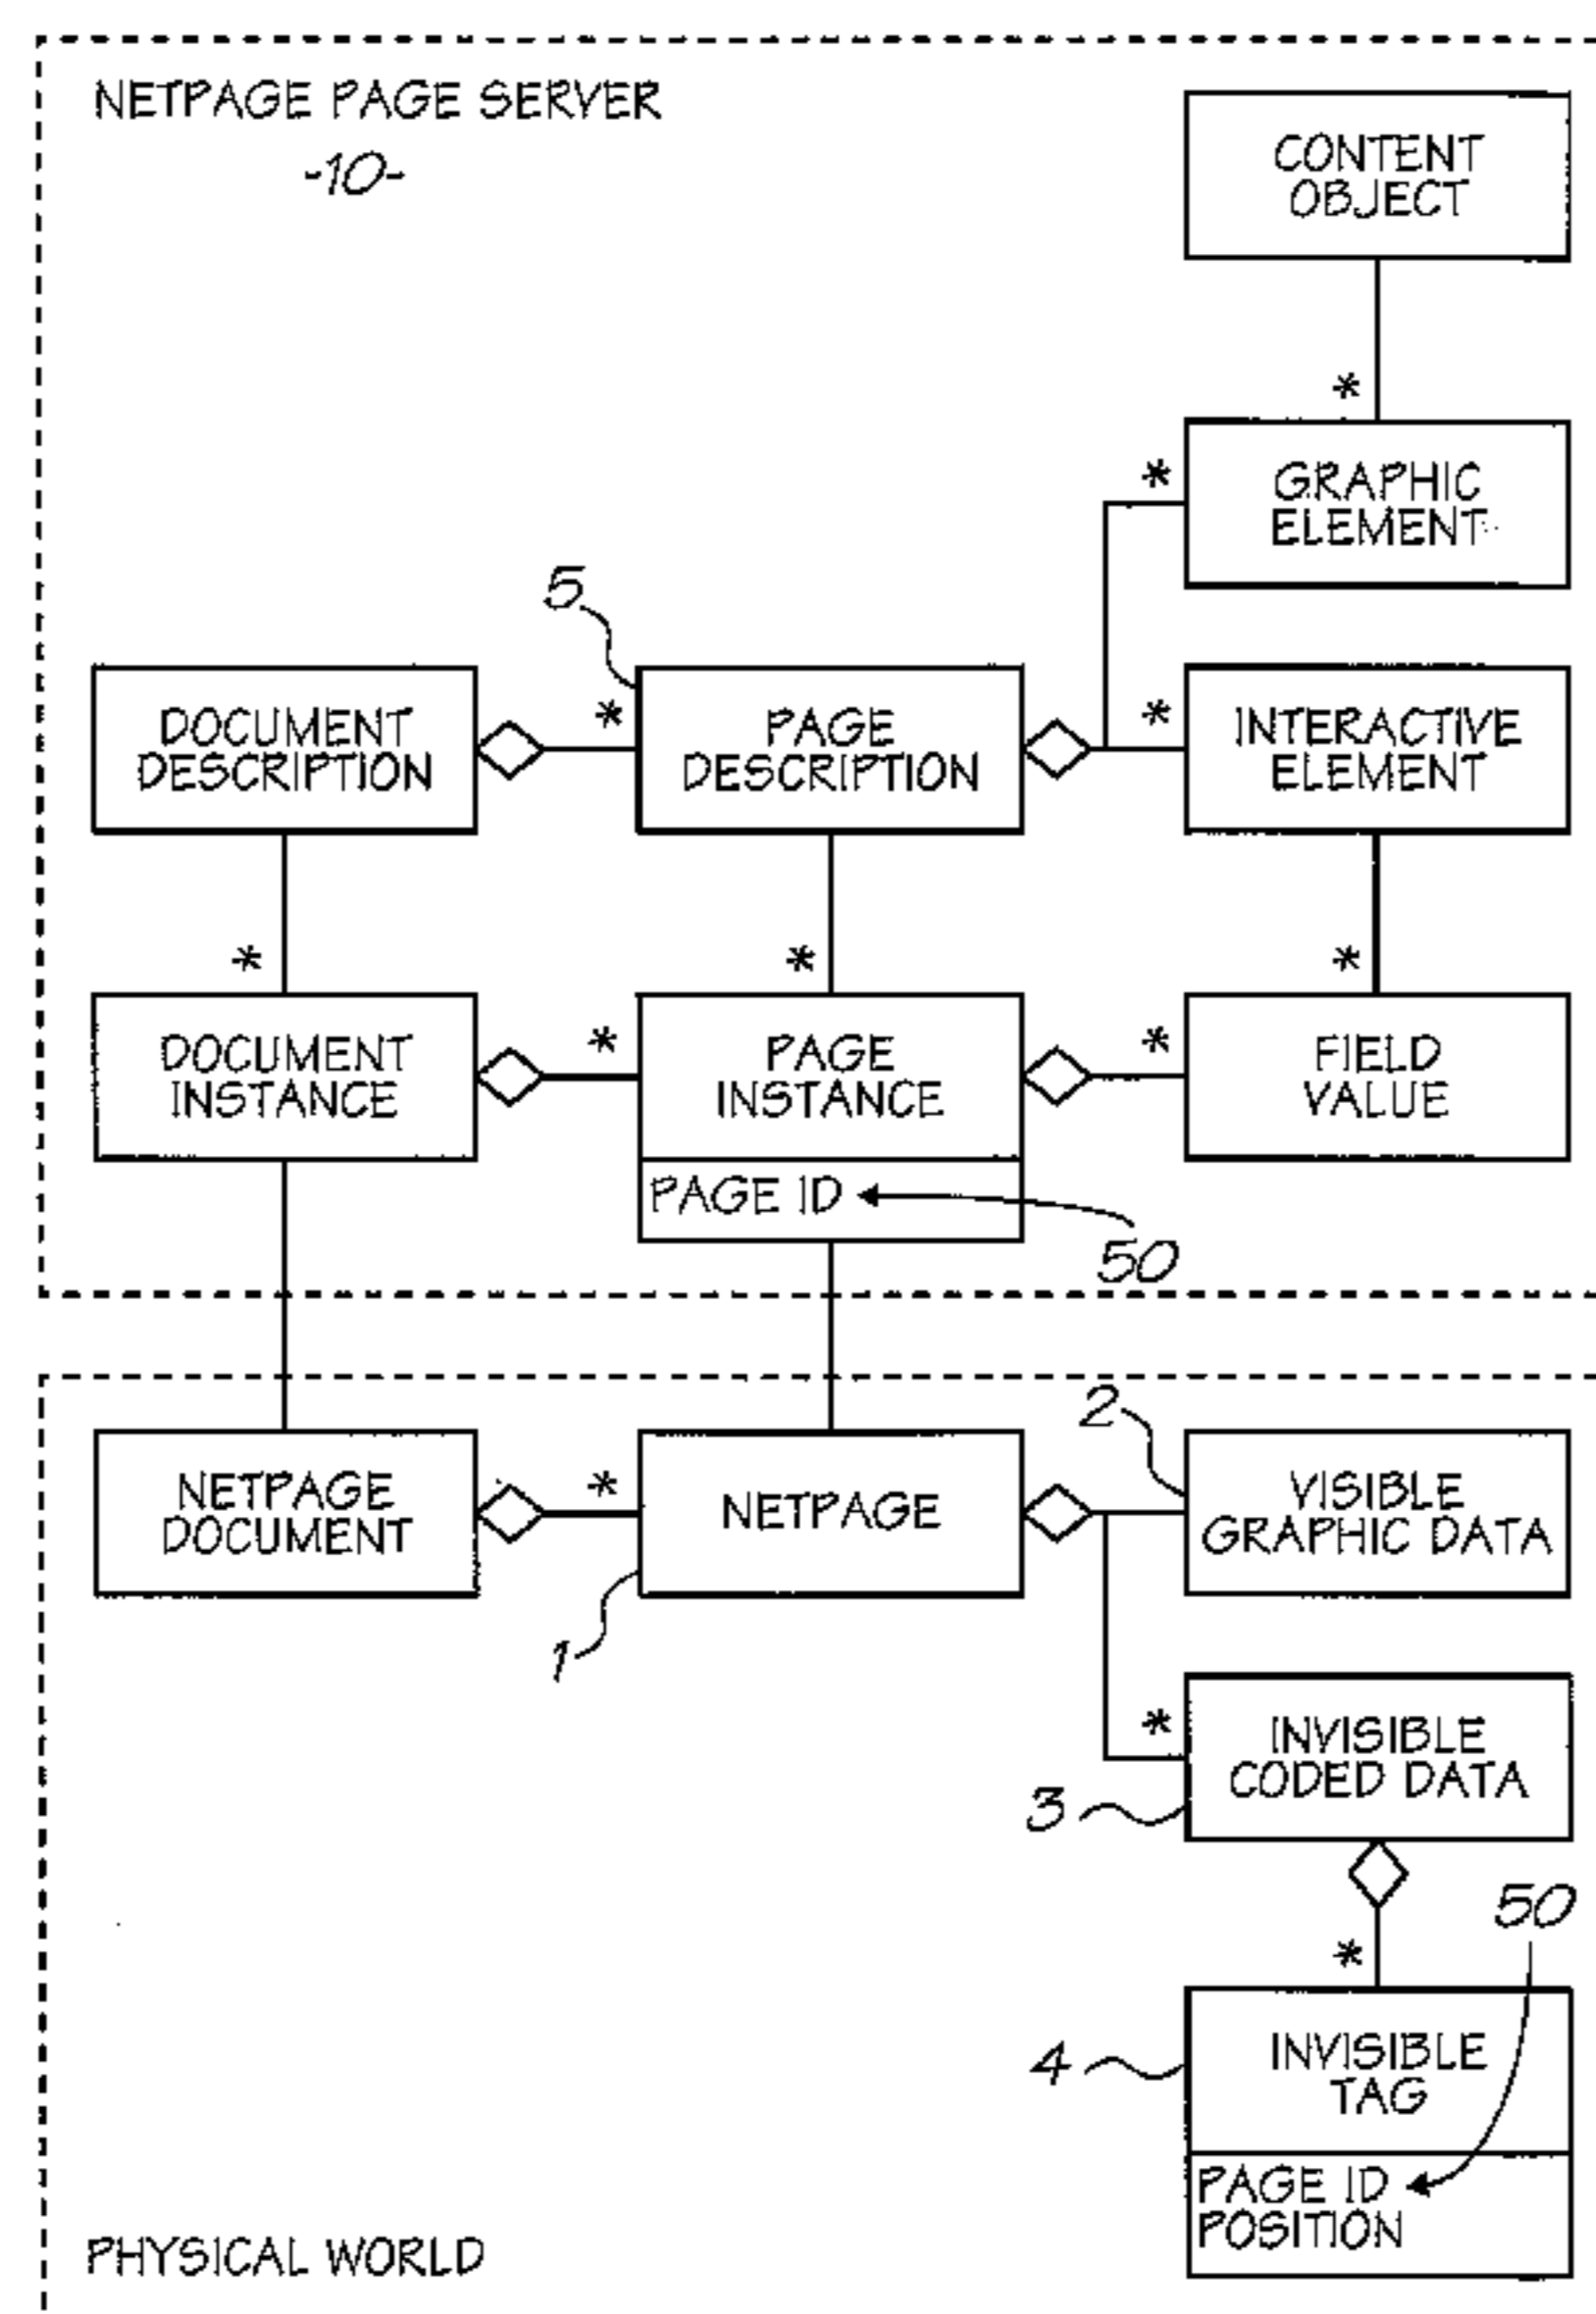 NETPAGE PAGE SERVER
-10-
CONTENT
OBJECT
*
*
GRAPHIC
ELEMENT
5
DOCUMENT
DESCRIPTION
*
PAGE
DESCRIPTION
*
INTERACTIVE
ELEMENT
*
*
*
DOCUMENT
INSTANCE
*
PAGE
INSTANCE
*
FIELD
VALUE
PAGE ID
50
NETPAGE
DOCUMENT
*
NETPAGE
1
2
VISIBLE
GRAPHIC DATA
*
INVISIBLE
CODED DATA
3
*
50
4
INVISIBLE
TAG
PAGE ID
POSITION
PHYSICAL WORLD